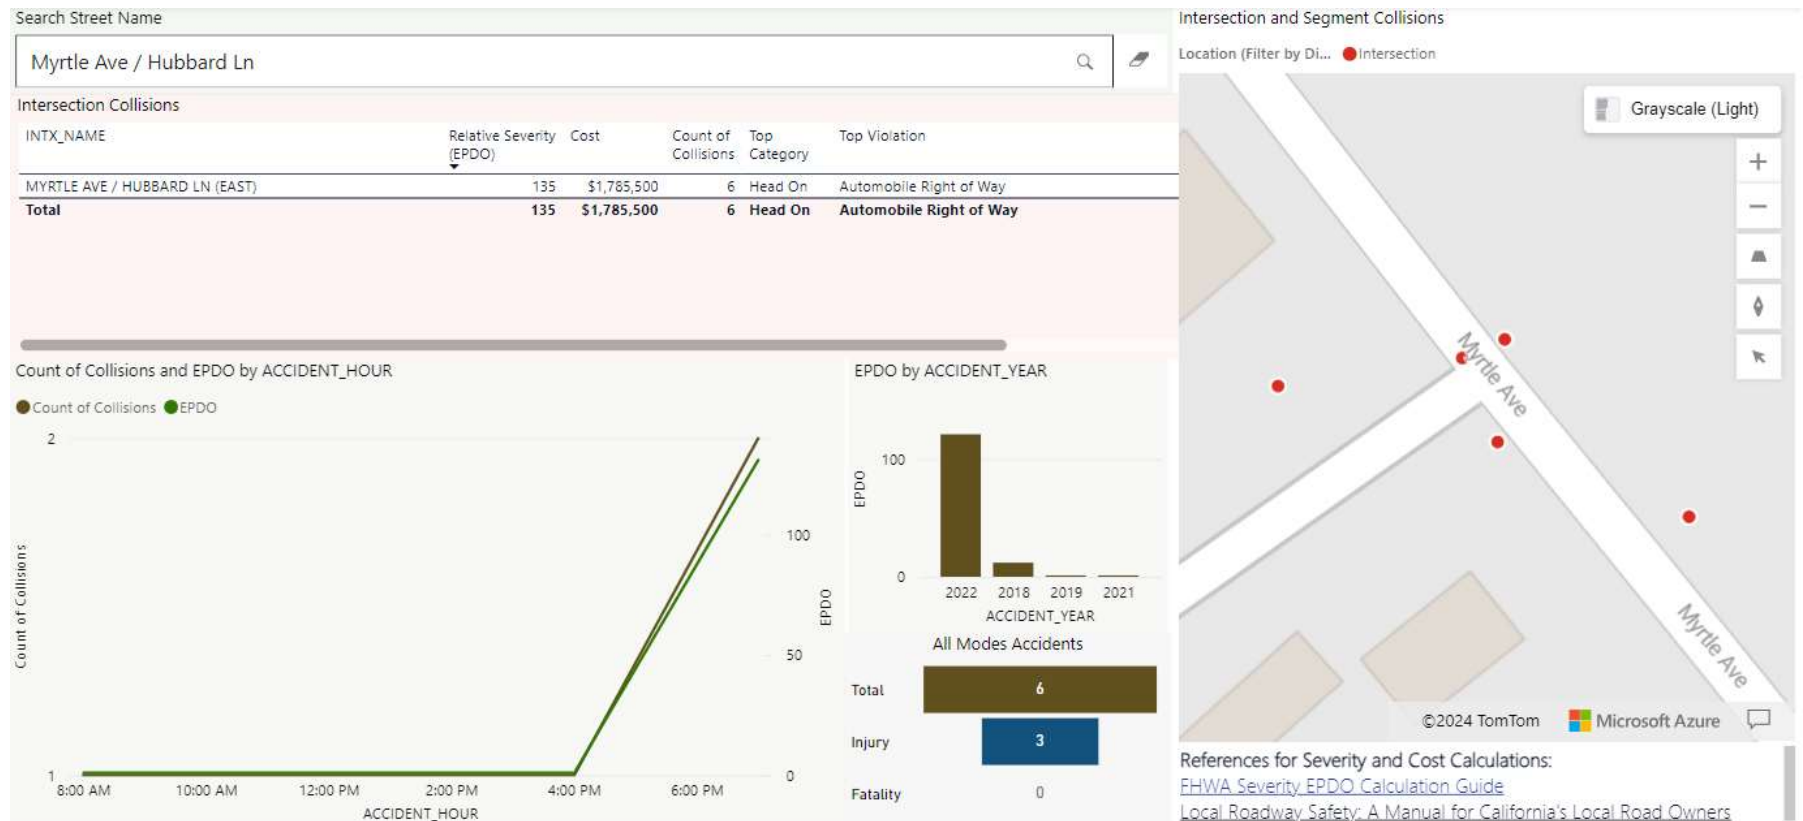 Search Street Name
Myrtle Ave / Hubbard Ln
Intersection Collisions
INTX_NAME
Relative Severity (EPDO)
Cost
Count of Collisions
Top Category
Top Violation
MYRTLE AVE / HUBBARD LN (EAST) 135 $1,785,500 6 Head On Automobile Right of Way
Total 135 $1,785,500 6 Head On Automobile Right of Way
Count of Collisions and EPDO by ACCIDENT_HOUR
Count of Collisions EPDO
2
1
Count of Collisions
100
50
0
EPDO
8:00 AM 10:00 AM 12:00 PM 2:00 PM 4:00 PM 6:00 PM
ACCIDENT_HOUR
EPDO by ACCIDENT_YEAR
100
0
EPDO
2022 2018 2019 2021
ACCIDENT_YEAR
All Modes Accidents
Total 6
Injury 3
Fatality 0
Intersection and Segment Collisions
Location (Filter by Di... Intersection
Grayscale (Light)
Myrtle Ave
Myrtle Ave
©2024 TomTom Microsoft Azure
References for Severity and Cost Calculations:
FHWA Severity EPDO Calculation Guide
Local Roadway Safety: A Manual for California's Local Road Owners